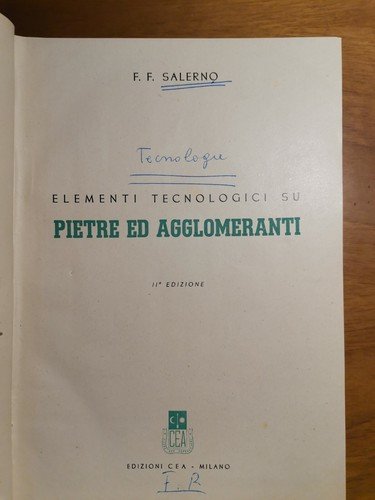 F. F. SALERNO
Tecnologie
ELEMENTI TECNOLOGICI SU
PIETRE ED AGGLOMERANTI
IIª EDIZIONE
CEA
EDIZIONI CEA - MILANO